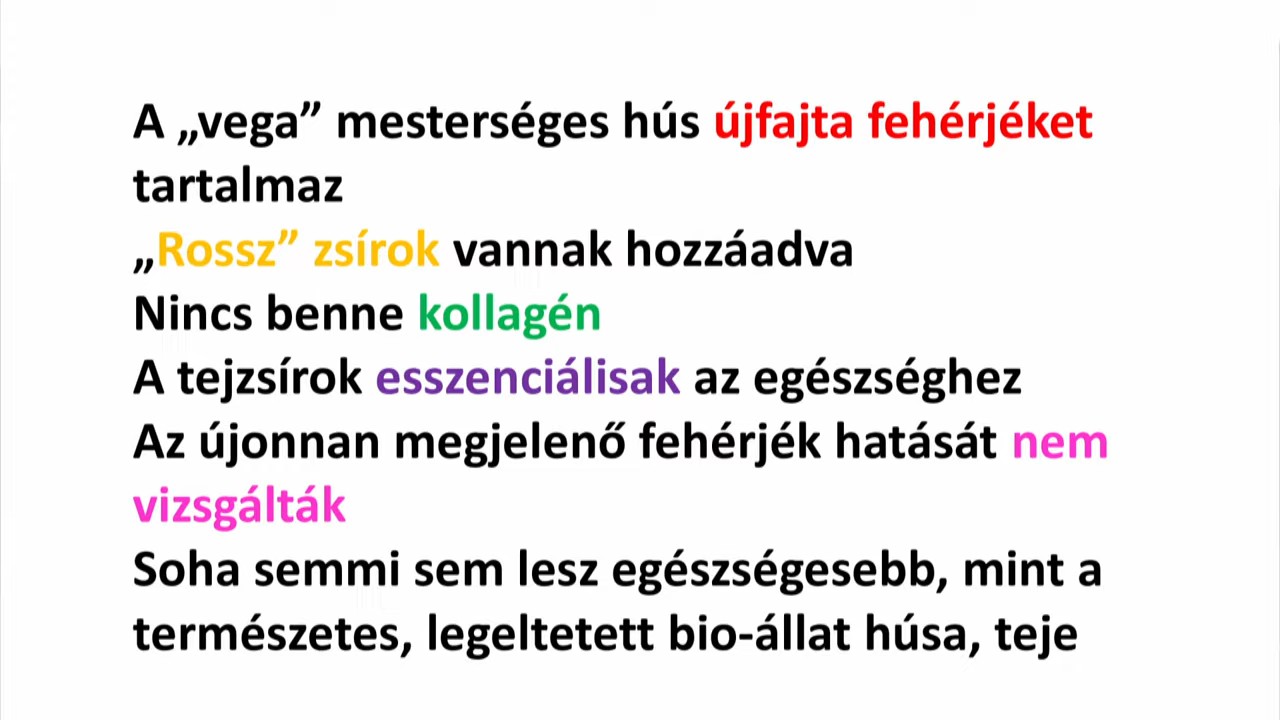 A „vega” mesterséges hús újfajta fehérjéket
tartalmaz
„Rossz” zsírok vannak hozzáadva
Nincs benne kollagén
A tejzsírok esszenciálisak az egészséghez
Az újonnan megjelenő fehérjék hatását nem
vizsgálták
Soha semmi sem lesz egészségesebb, mint a
természetes, legeltetett bio-állat húsa, teje